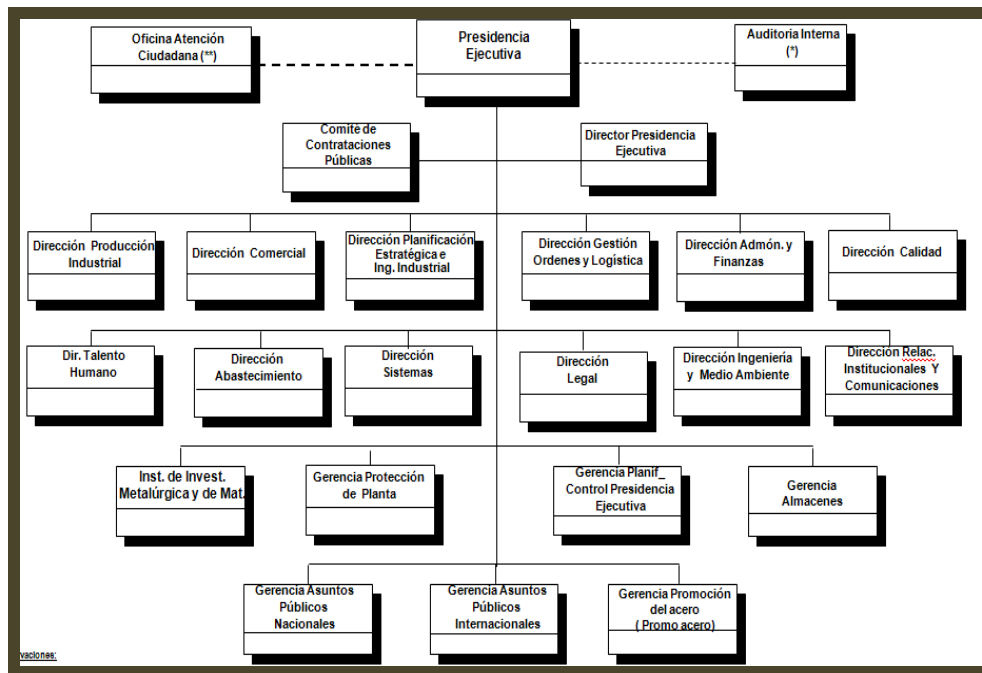 Oficina Atención
Ciudadana (**)
Presidencia
Ejecutiva
Auditoria Interna
(*)
Comité de
Contrataciones
Públicas
Director Presidencia
Ejecutiva
Dirección Producción
Industrial
Dirección Comercial
Dirección Planificación
Estratégica e
Ing. Industrial
Dirección Gestión
Ordenes y Logística
Dirección Admón. y
Finanzas
Dirección Calidad
Dir. Talento
Humano
Dirección
Abastecimiento
Dirección
Sistemas
Dirección
Legal
Dirección Ingeniería
y Medio Ambiente
Dirección Relac.
Institucionales Y
Comunicaciones
Inst. de Invest.
Metalúrgica y de Mat.
Gerencia Protección
de Planta
Gerencia Planif_
Control Presidencia
Ejecutiva
Gerencia
Almacenes
Gerencia Asuntos
Públicos
Nacionales
Gerencia Asuntos
Públicos
Internacionales
Gerencia Promoción
del acero
( Promo acero)
vaciones: